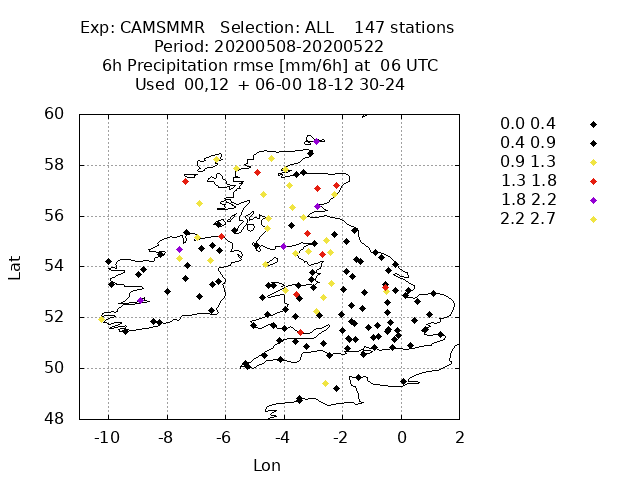 Exp: CAMSMMR Selection: ALL 147 stations
Period: 20200508-20200522
6h Precipitation rmse [mm/6h] at 06 UTC
Used 00,12 + 06-00 18-12 30-24
60
58
56
54
52
50
48
Lat
-10 -8 -6 -4 -2 0 2
Lon
0.0 0.4
0.4 0.9
0.9 1.3
1.3 1.8
1.8 2.2
2.2 2.7